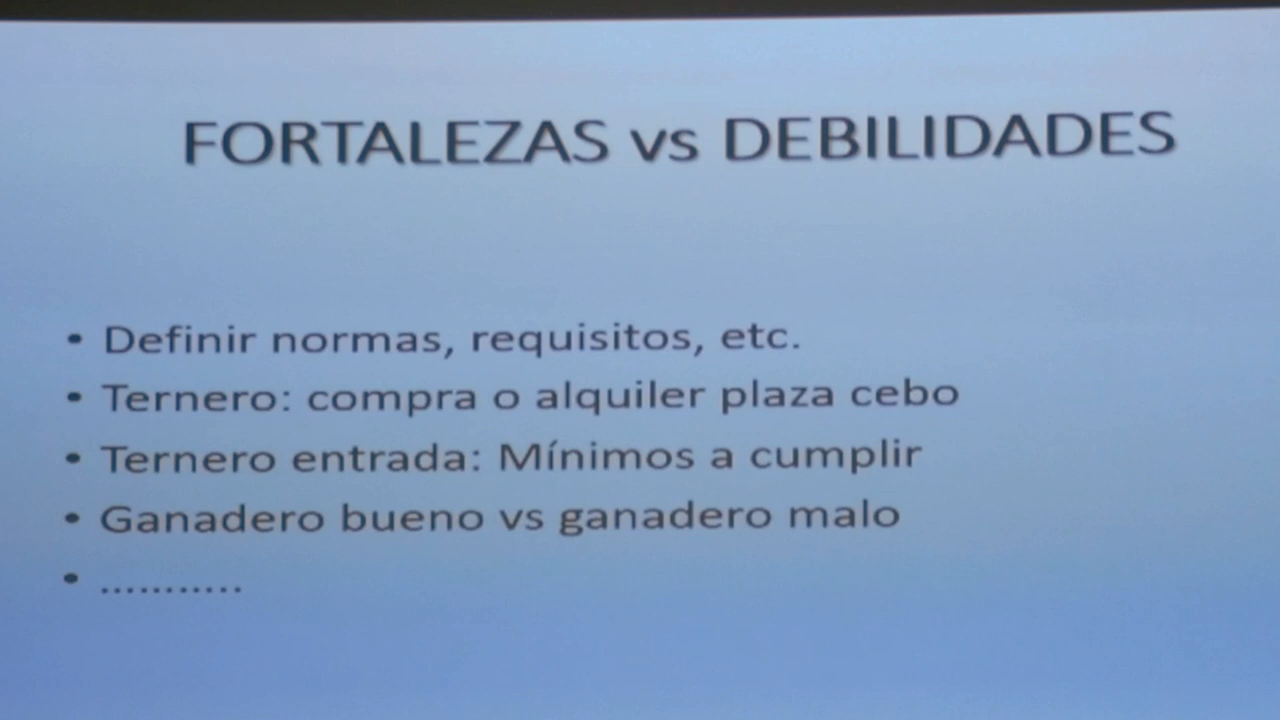 FORTALEZAS vs DEBILIDADES
• Definir normas, requisitos, etc.
• Ternero: compra o alquiler plaza cebo
• Ternero entrada: Mínimos a cumplir
• Ganadero bueno vs ganadero malo
• ...........